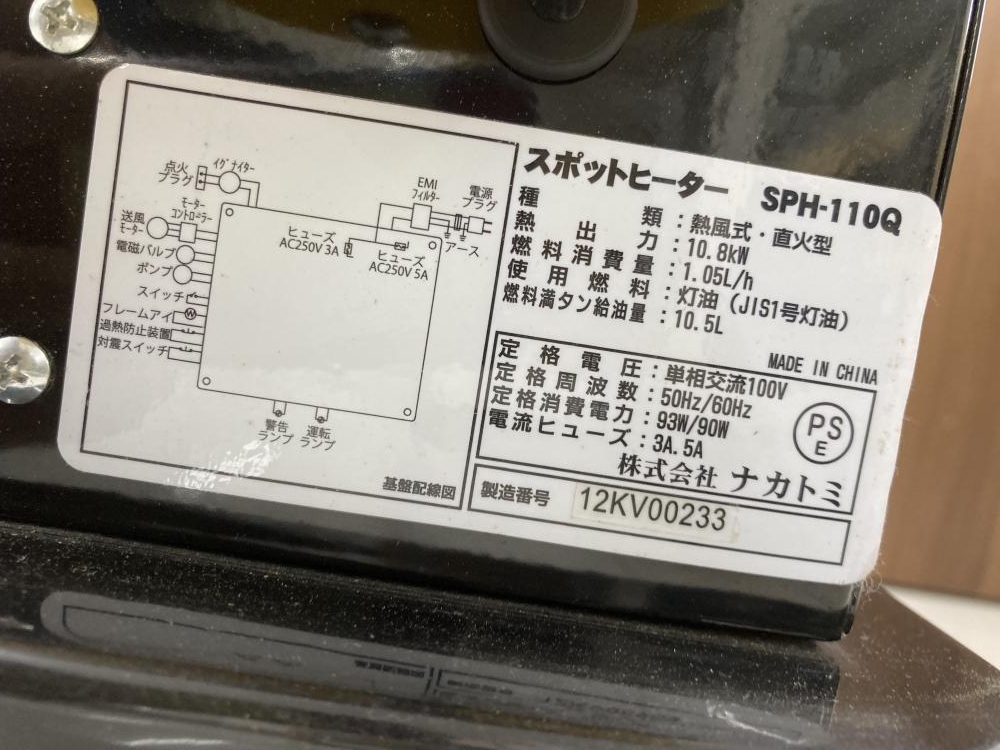 点火
プラグ
イグナイター
モーター
コントローラー
送風
モーター
電磁バルブ
ポンプ
スイッチ
フレームアイ
過熱防止装置
対震スイッチ
EMI
フィルター
電源
プラグ
アース
ヒューズ
AC250V 3A
ヒューズ
AC250V 5A
警告
ランプ
運転
ランプ
基盤配線図
スポットヒーター SPH-110Q
種類：熱風式・直火型
熱出力：10.8kW
燃料消費量：1.05L/h
使用燃料：灯油（JIS1号灯油）
燃料満タン給油量：10.5L
MADE IN CHINA
定格電圧：単相交流100V
定格周波数：50Hz/60Hz
定格消費電力：93W/90W
電流ヒューズ：3A.5A
PS
E
株式会社 ナカトミ
製造番号 12KV00233